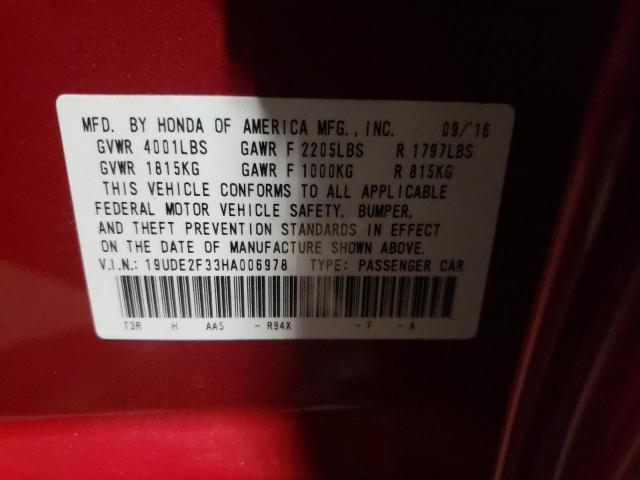 MFD. BY HONDA OF AMERICA MFG., INC. 09/'16
GVWR 4001LBS GAWR F 2205LBS R 1797LBS
GVWR 1815KG GAWR F 1000KG R 815KG
THIS VEHICLE CONFORMS TO ALL APPLICABLE
FEDERAL MOTOR VEHICLE SAFETY, BUMPER,
AND THEFT PREVENTION STANDARDS IN EFFECT
ON THE DATE OF MANUFACTURE SHOWN ABOVE.
V.I.N.: 19UDE2F33HA006978 TYPE: PASSENGER CAR
T3R H AA5 - R94X - F - A